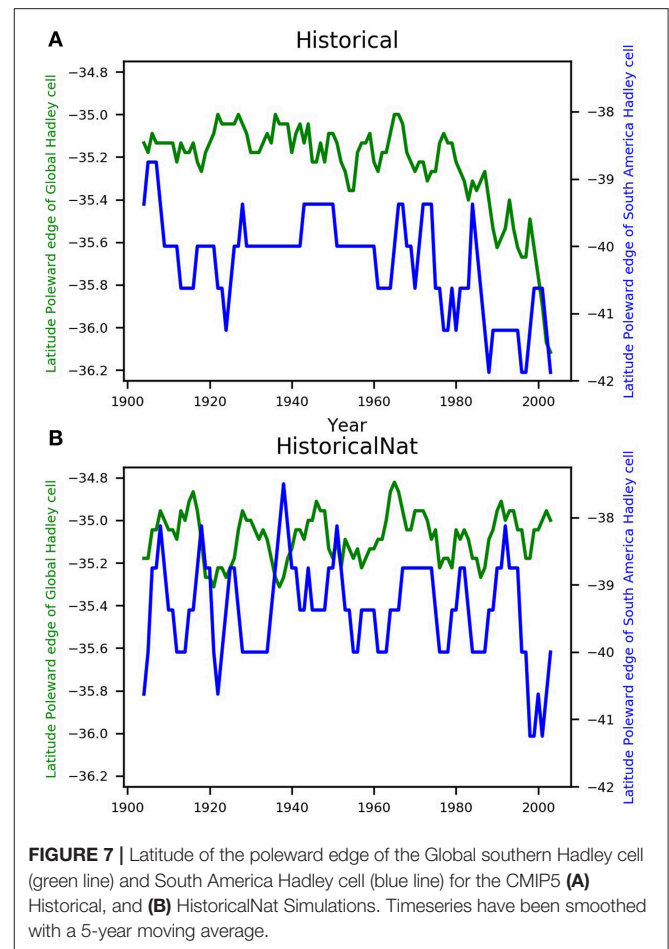 A
Historical
Latitude Poleward edge of Global Hadley cell
−34.8
−35.0
−35.2
−35.4
−35.6
−35.8
−36.0
−36.2
−38
−39
−40
−41
−42
Latitude Poleward edge of South America Hadley cell
1900 1920 1940 1960 1980 2000
Year
B
HistoricalNat
Latitude Poleward edge of Global Hadley cell
−34.8
−35.0
−35.2
−35.4
−35.6
−35.8
−36.0
−36.2
−38
−39
−40
−41
−42
Latitude Poleward edge of South America Hadley cell
1900 1920 1940 1960 1980 2000
FIGURE 7 | Latitude of the poleward edge of the Global southern Hadley cell
(green line) and South America Hadley cell (blue line) for the CMIP5 (A)
Historical, and (B) HistoricalNat Simulations. Timeseries have been smoothed
with a 5-year moving average.